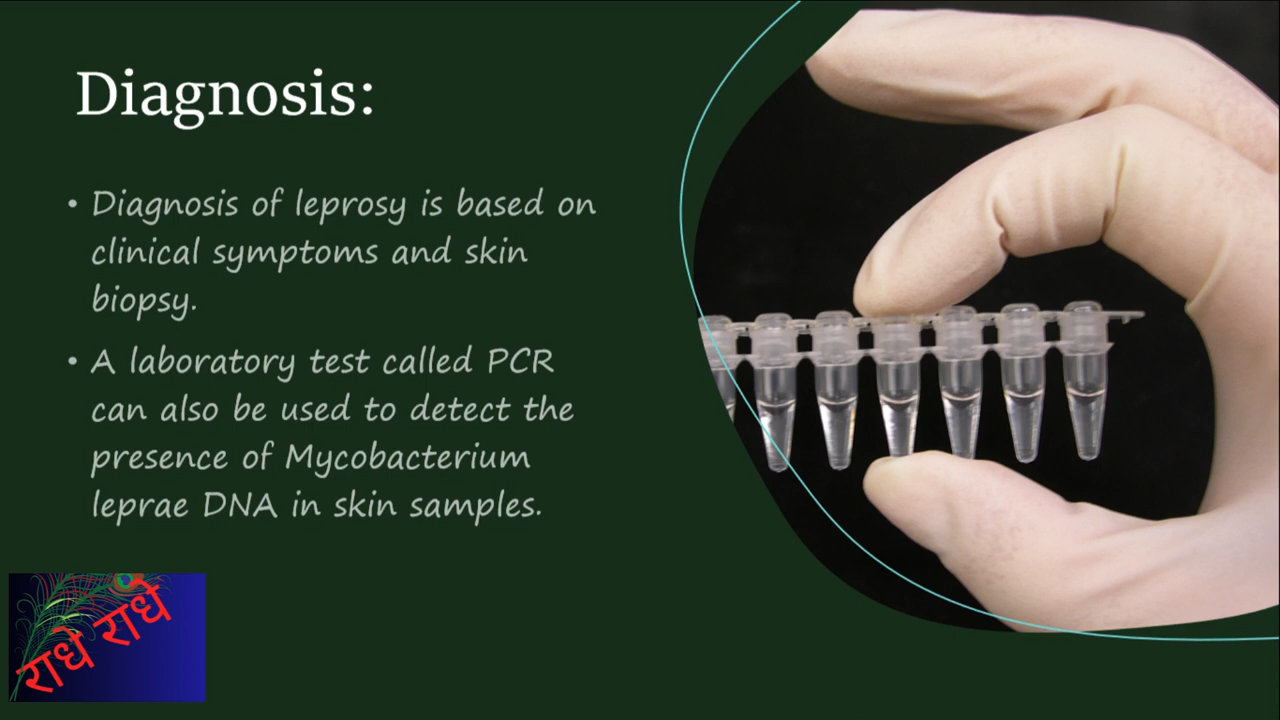 Diagnosis:
• Diagnosis of leprosy is based on
clinical symptoms and skin
biopsy.
• A laboratory test called PCR
can also be used to detect the
presence of Mycobacterium
leprae DNA in skin samples.
राधे राधे